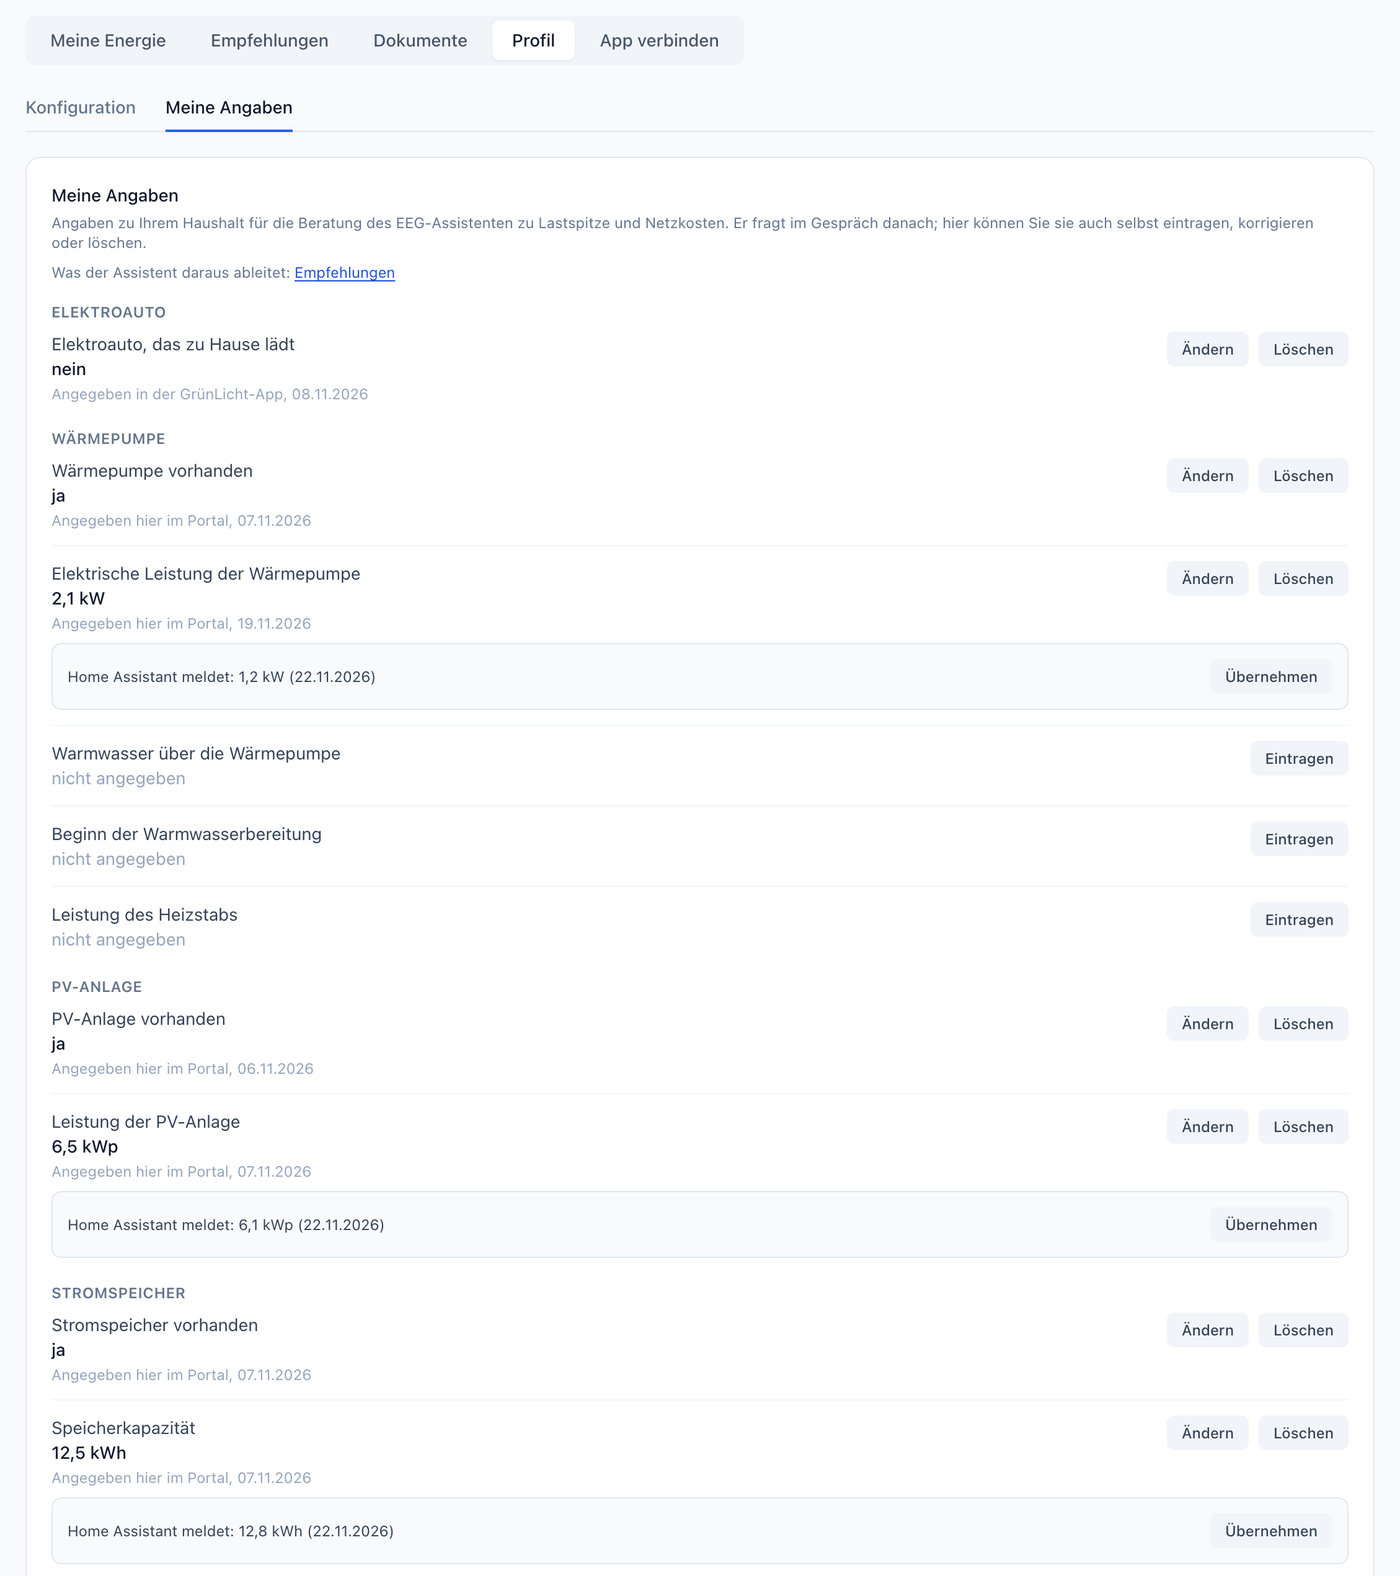 Meine Energie
Empfehlungen
Dokumente
Profil
App verbinden
Konfiguration
Meine Angaben
Meine Angaben
Angaben zu Ihrem Haushalt für die Beratung des EEG-Assistenten zu Lastspitze und Netzkosten. Er fragt im Gespräch danach; hier können Sie sie auch selbst eintragen, korrigieren
oder löschen.
Was der Assistent daraus ableitet: Empfehlungen
ELEKTROAUTO
Elektroauto, das zu Hause lädt
nein
Angegeben in der GrünLicht-App, 08.11.2026
Ändern
Löschen
WÄRMEPUMPE
Wärmepumpe vorhanden
ja
Angegeben hier im Portal, 07.11.2026
Ändern
Löschen
Elektrische Leistung der Wärmepumpe
2,1 kW
Angegeben hier im Portal, 19.11.2026
Ändern
Löschen
Home Assistant meldet: 1,2 kW (22.11.2026)
Übernehmen
Warmwasser über die Wärmepumpe
nicht angegeben
Eintragen
Beginn der Warmwasserbereitung
nicht angegeben
Eintragen
Leistung des Heizstabs
nicht angegeben
Eintragen
PV-ANLAGE
PV-Anlage vorhanden
ja
Angegeben hier im Portal, 06.11.2026
Ändern
Löschen
Leistung der PV-Anlage
6,5 kWp
Angegeben hier im Portal, 07.11.2026
Ändern
Löschen
Home Assistant meldet: 6,1 kWp (22.11.2026)
Übernehmen
STROMSPEICHER
Stromspeicher vorhanden
ja
Angegeben hier im Portal, 07.11.2026
Ändern
Löschen
Speicherkapazität
12,5 kWh
Angegeben hier im Portal, 07.11.2026
Ändern
Löschen
Home Assistant meldet: 12,8 kWh (22.11.2026)
Übernehmen